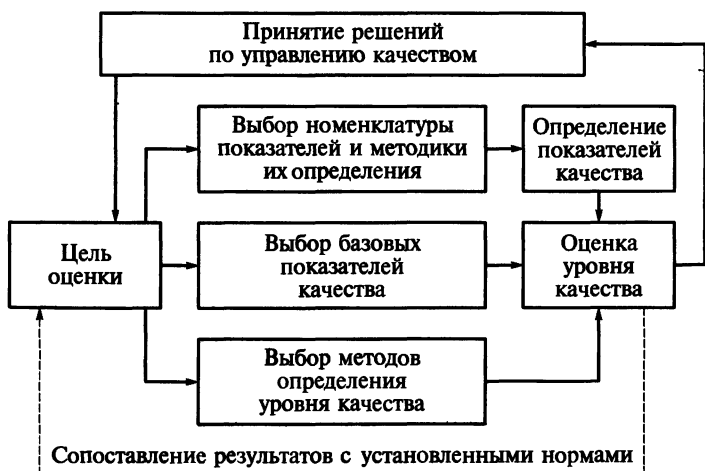 Принятие решений
по управлению качеством
Выбор номенклатуры
показателей и методики
их определения
Определение
показателей
качества
Цель
оценки
Выбор базовых
показателей
качества
Оценка
уровня
качества
Выбор методов
определения
уровня качества
Сопоставление результатов с установленными нормами